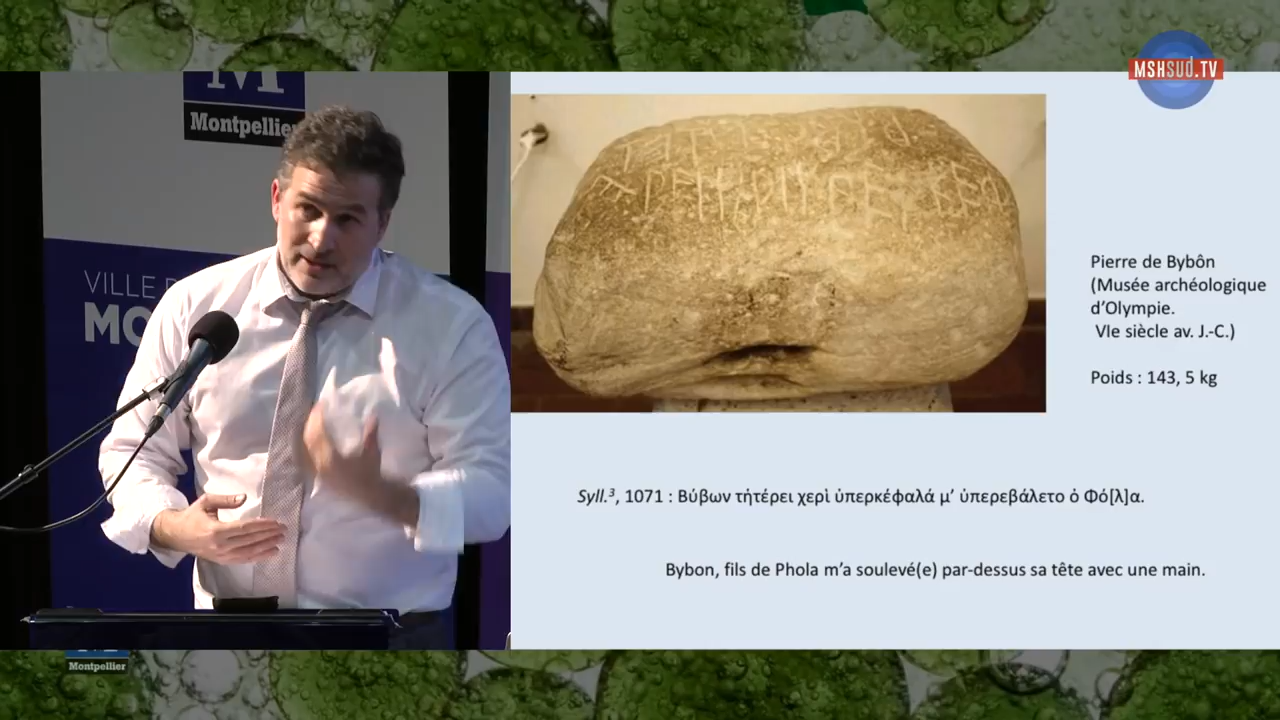 MSHSUD.TV
M
Montpellier
VILLE D
MO
Pierre de Bybôn
(Musée archéologique
d’Olympie.
VIe siècle av. J.-C.)
Poids : 143, 5 kg
Syll.³, 1071 : Βύβων τἠτέρει χερὶ ὑπερκέφαλά μ’ ὑπερεβάλετο ὁ Φό[λ]α.
Bybon, fils de Phola m’a soulevé(e) par-dessus sa tête avec une main.
Montpellier